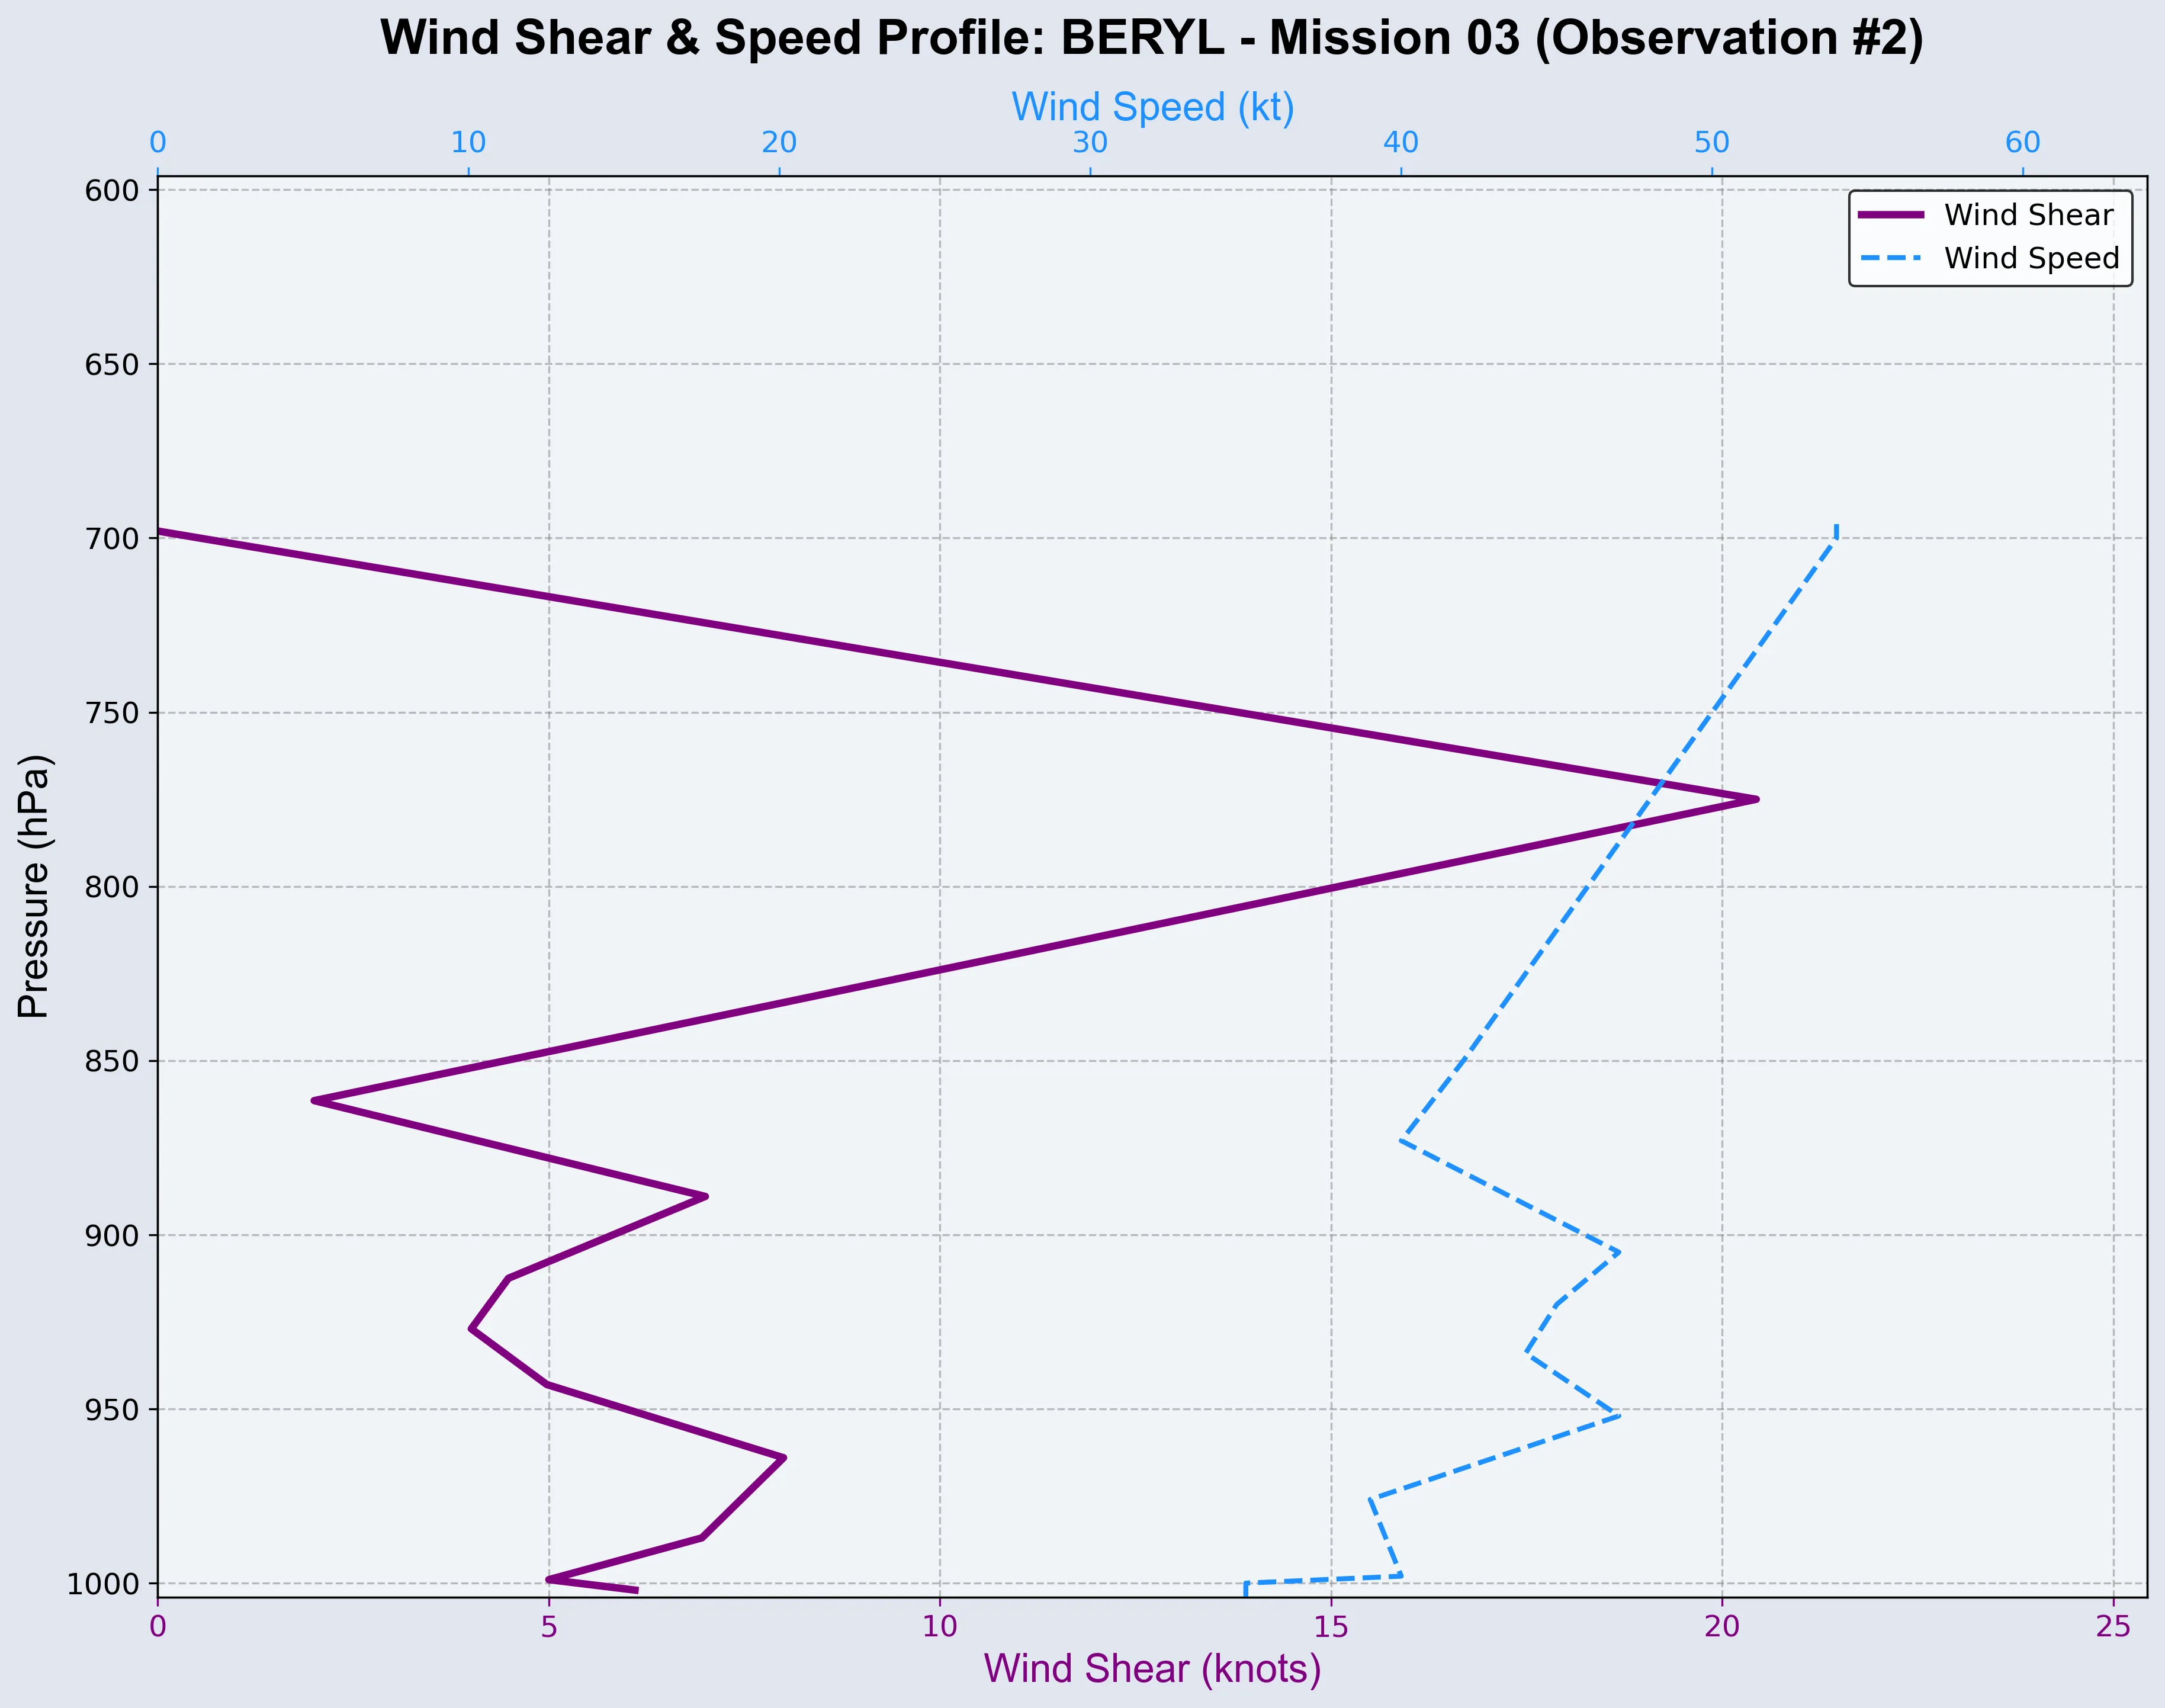 Wind Shear & Speed Profile: BERYL - Mission 03 (Observation #2)
Wind Speed (kt)
0 10 20 30 40 50 60
Wind Shear
Wind Speed
Pressure (hPa)
600
650
700
750
800
850
900
950
1000
0 5 10 15 20 25
Wind Shear (knots)